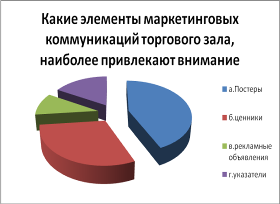 Какие элементы маркетинговых
коммуникаций торгового зала,
наиболее привлекают внимание
а.Постеры
б.ценники
в.рекламные
объявления
г.указатели